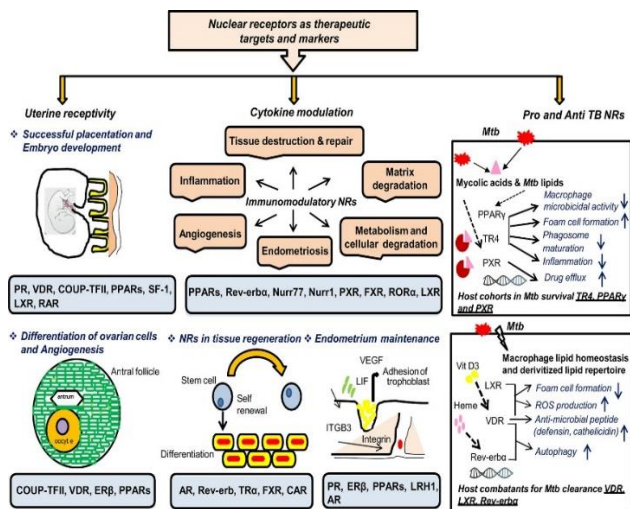 Nuclear receptors as therapeutic
targets and markers
Uterine receptivity
Cytokine modulation
Pro and Anti TB NRs
Successful placentation and
Embryo development
PR, VDR, COUP-TFII, PPARs, SF-1,
LXR, RAR
Tissue destruction & repair
Inflammation
Matrix
degradation
Immunomodutory NRs
Angiogenesis
Endometriosis
Metabolism and
cellular degradation
PPARs, Rev-erbα, Nurr77, Nurr1, PXR, FXR, RORα, LXR
Mtb
Mycolic acids & Mtb lipids
PPARγ
TR4
PXR
Macrophage
microbicidal activity
Foam cell formation
Phagosome
maturation
Inflammation
Drug efflux
Host cohorts in Mtb survival TR4, PPARγ
and PXR
Differentiation of ovarian cells
and Angiogenesis
Antral follicle
antrum
oocyte
COUP-TFII, VDR, ERβ, PPARs
NRs in tissue regeneration
Stem cell
Self
renewal
Differentiation
AR, Rev-erb, TRα, FXR, CAR
Endometrium maintenance
VEGF
LIF
Adhesion of
trophoblast
ITGB3
Integrin
PR, ERβ, PPARs, LRH1,
AR
Mtb
Macrophage lipid homeostasis and
derivitized lipid repertoire
Vit D3
LXR
Heme
VDR
Rev-erbα
Foam cell formation
ROS production
Anti-microbial peptide
(defensin, cathelicidin)
Autophagy
Host combatants for Mtb clearance VDR,
LXR, Rev-erbα